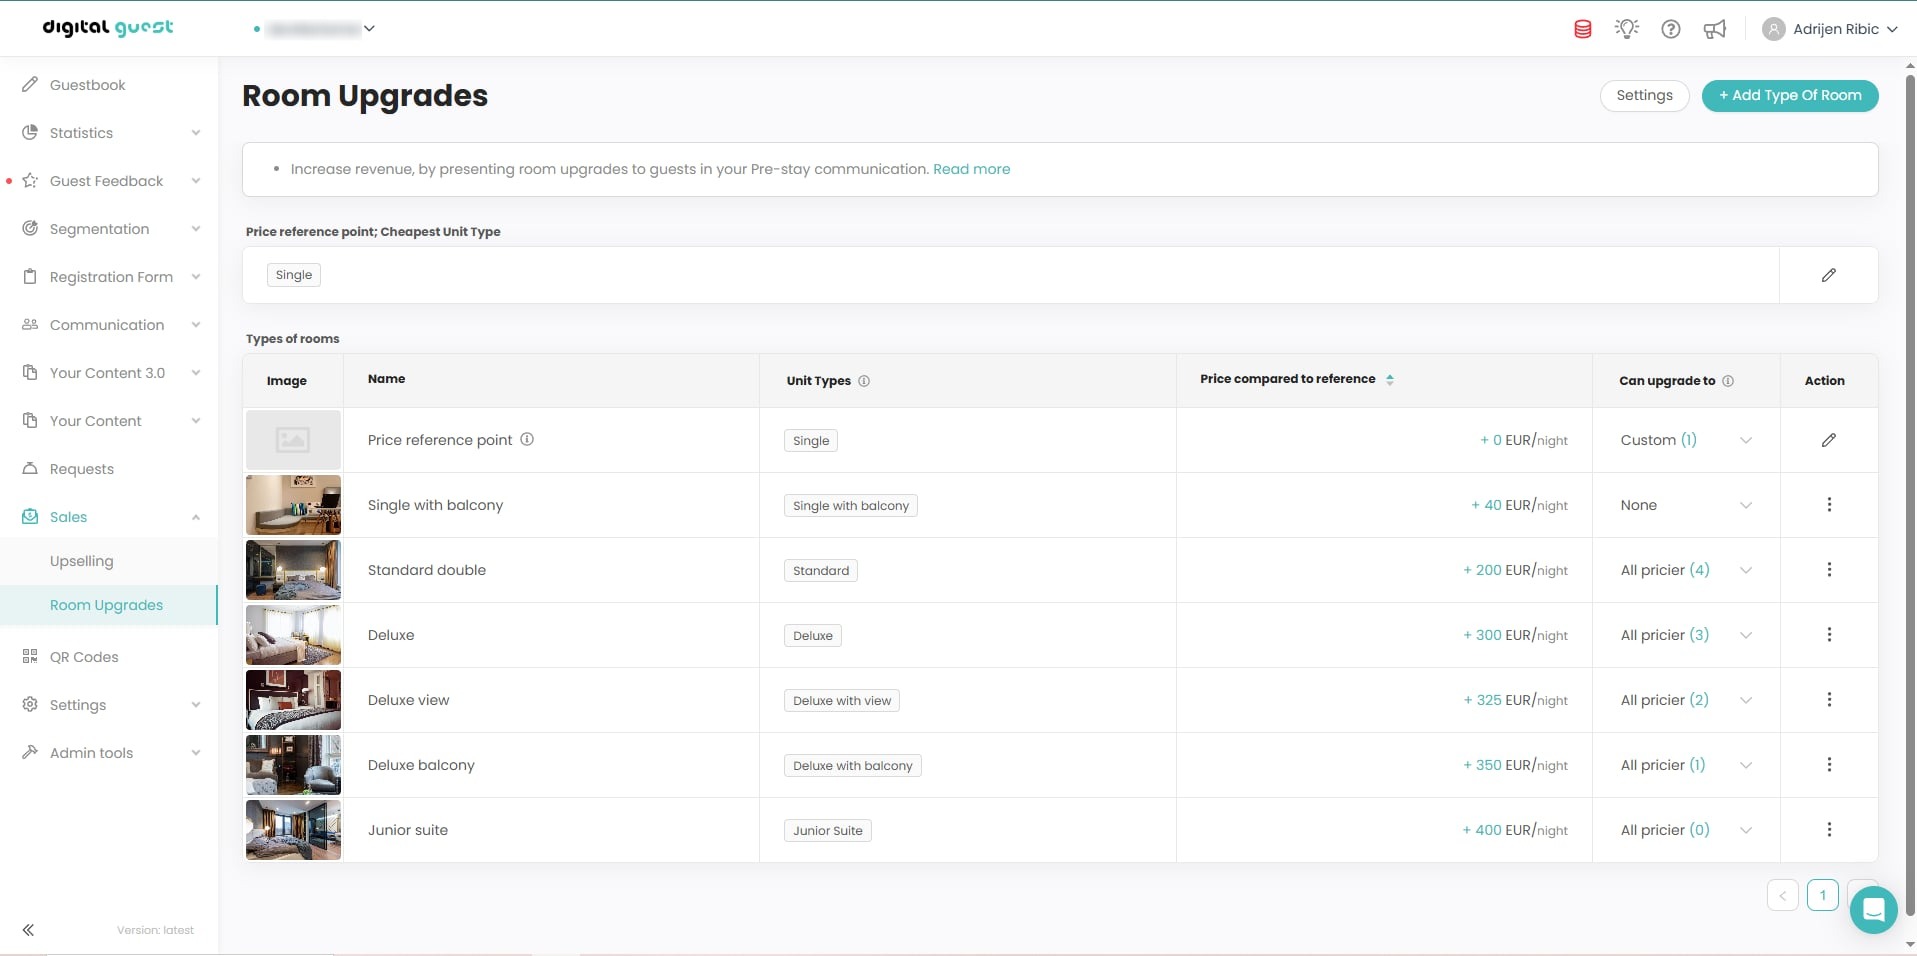 digital guest
Adrijen Ribic
Guestbook
Statistics
Guest Feedback
Segmentation
Registration Form
Communication
Your Content 3.0
Your Content
Requests
Sales
Upselling
Room Upgrades
QR Codes
Settings
Admin tools
Version: latest
Room Upgrades
Settings
+ Add Type Of Room
• Increase revenue, by presenting room upgrades to guests in your Pre-stay communication. Read more
Price reference point; Cheapest Unit Type
Single
Types of rooms
Image Name Unit Types Price compared to reference Can upgrade to Action
Price reference point Single + 0 EUR/night Custom (1)
Single with balcony Single with balcony + 40 EUR/night None
Standard double Standard + 200 EUR/night All pricier (4)
Deluxe Deluxe + 300 EUR/night All pricier (3)
Deluxe view Deluxe with view + 325 EUR/night All pricier (2)
Deluxe balcony Deluxe with balcony + 350 EUR/night All pricier (1)
Junior suite Junior Suite + 400 EUR/night All pricier (0)
< 1